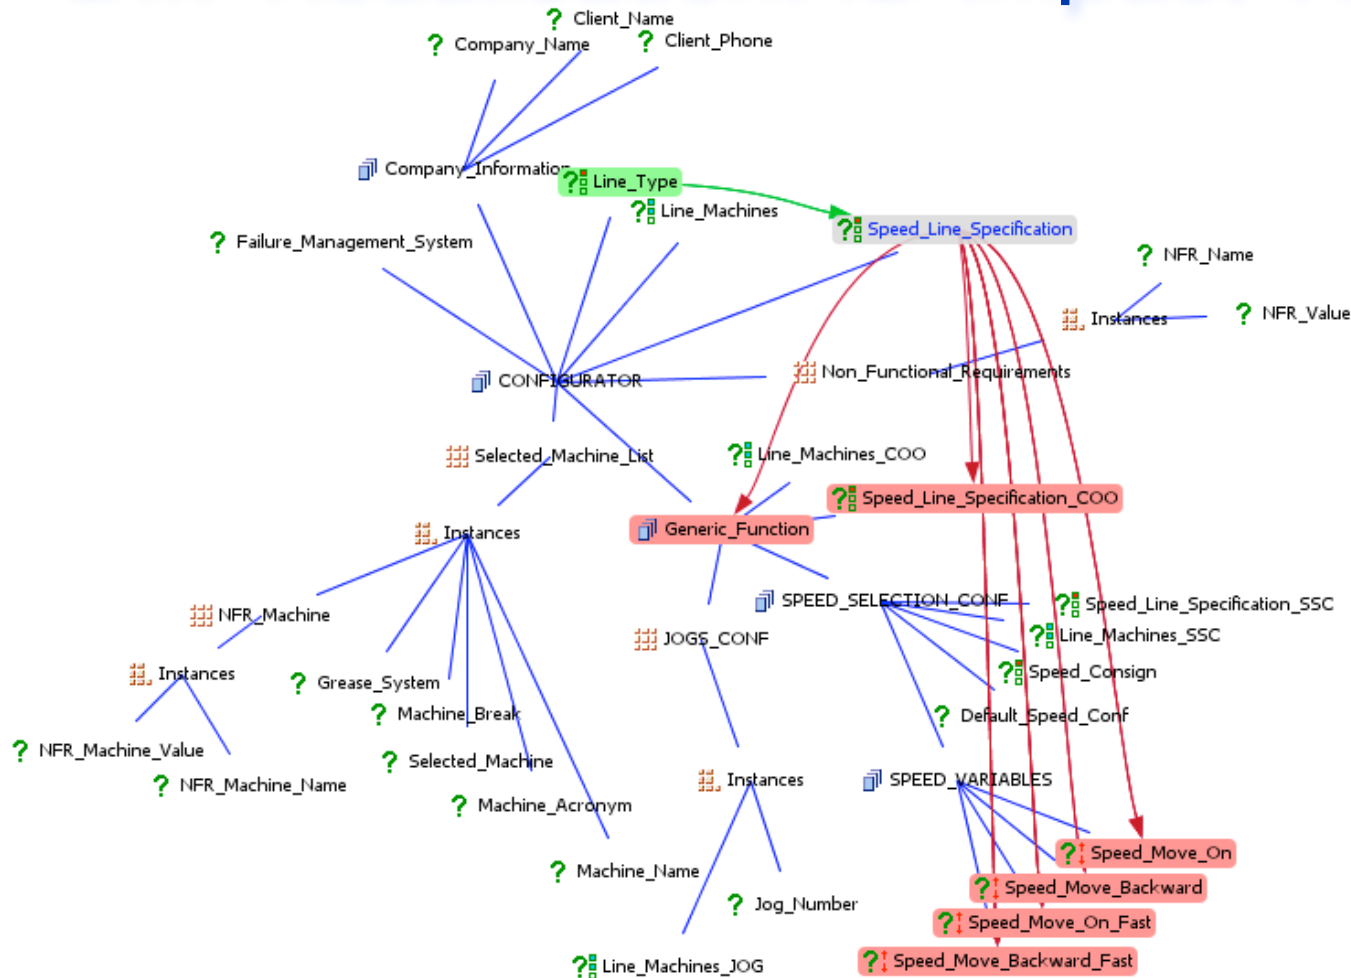 Client_Name
Company_Name
Client_Phone
Company_Information
Line_Type
Line_Machines
Speed_Line_Specification
Failure_Management_System
NFR_Name
Instances
NFR_Value
CONFIGURATOR
Non_Functional_Requirements
Selected_Machine_List
Line_Machines_COO
Speed_Line_Specification_COO
Instances
Generic_Function
SPEED_SELECTION_CONF
Speed_Line_Specification_SSC
NFR_Machine
JOGS_CONF
Line_Machines_SSC
Instances
Grease_System
Speed_Consign
Machine_Break
Default_Speed_Conf
NFR_Machine_Value
Selected_Machine
NFR_Machine_Name
Instances
SPEED_VARIABLES
Machine_Acronym
Speed_Move_On
Machine_Name
Speed_Move_Backward
Jog_Number
Speed_Move_On_Fast
Line_Machines_JOG
Speed_Move_Backward_Fast